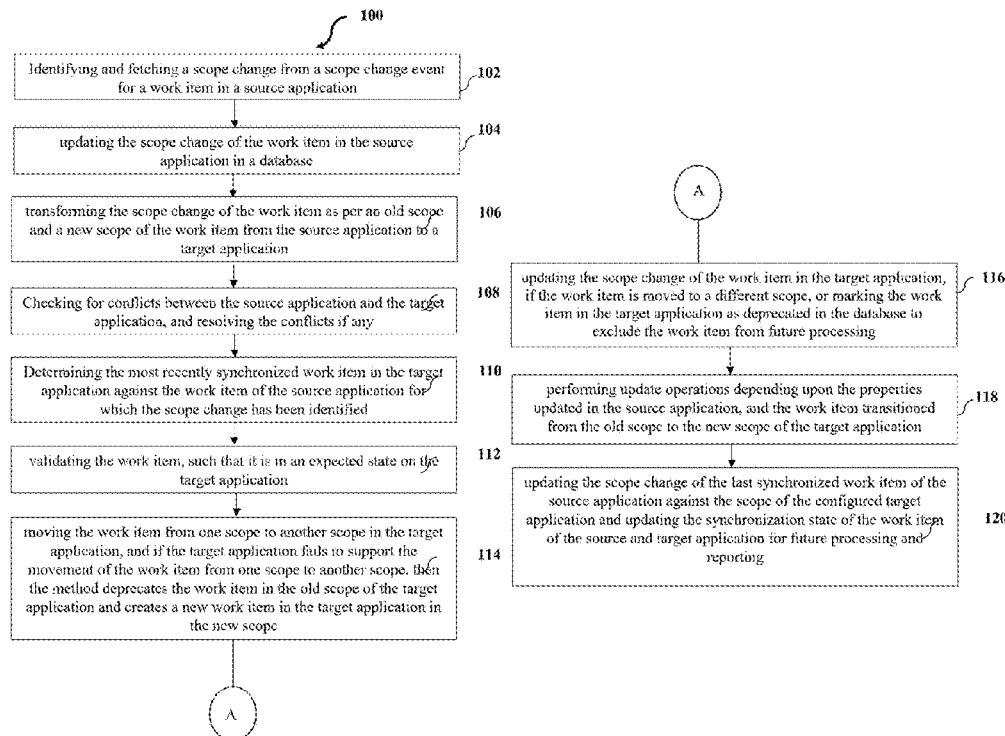 100
Identifying and fetching a scope change from a scope change event
for a work item in a source application
102
updating the scope change of the work item in the source
application in a database
104
transforming the scope change of the work item as per an old scope
and a new scope of the work item from the source application to a
target application
106
Checking for conflicts between the source application and the target
application, and resolving the conflicts if any
108
Determining the most recently synchronized work item in the target
application against the work item of the source application for
which the scope change has been identified
110
validating the work item, such that it is in an expected state on the
target application
112
moving the work item from one scope to another scope in the target
application, and if the target application fails to support the
movement of the work item from one scope to another scope, then
the method deprecates the work item in the old scope of the target
application and creates a new work item in the target application in
the new scope
114
A
A
updating the scope change of the work item in the target application,
if the work item is moved to a different scope, or marking the work
item in the target application as deprecated in the database to
exclude the work item from future processing
116
performing update operations depending upon the properties
updated in the source application, and the work item transitioned
from the old scope to the new scope of the target application
118
updating the scope change of the last synchronized work item of the
source application against the scope of the configured target
application and updating the synchronization state of the work item
of the source and target application for future processing and
reporting
120